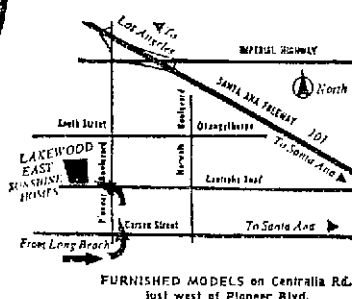 To
Los Angeles
IMPERIAL HIGHWAY
North
SANTA ANA FREEWAY
101
To Santa Ana
South Street
Orangethorpe
Norwalk Boulevard
LAKEWOOD
EAST
SUNSHINE
HOMES
Pioneer Boulevard
Centralia Road
Carson Street
To Santa Ana
From Long Beach
FURNISHED MODELS on Centralia Rd.
just west of Pioneer Blvd.